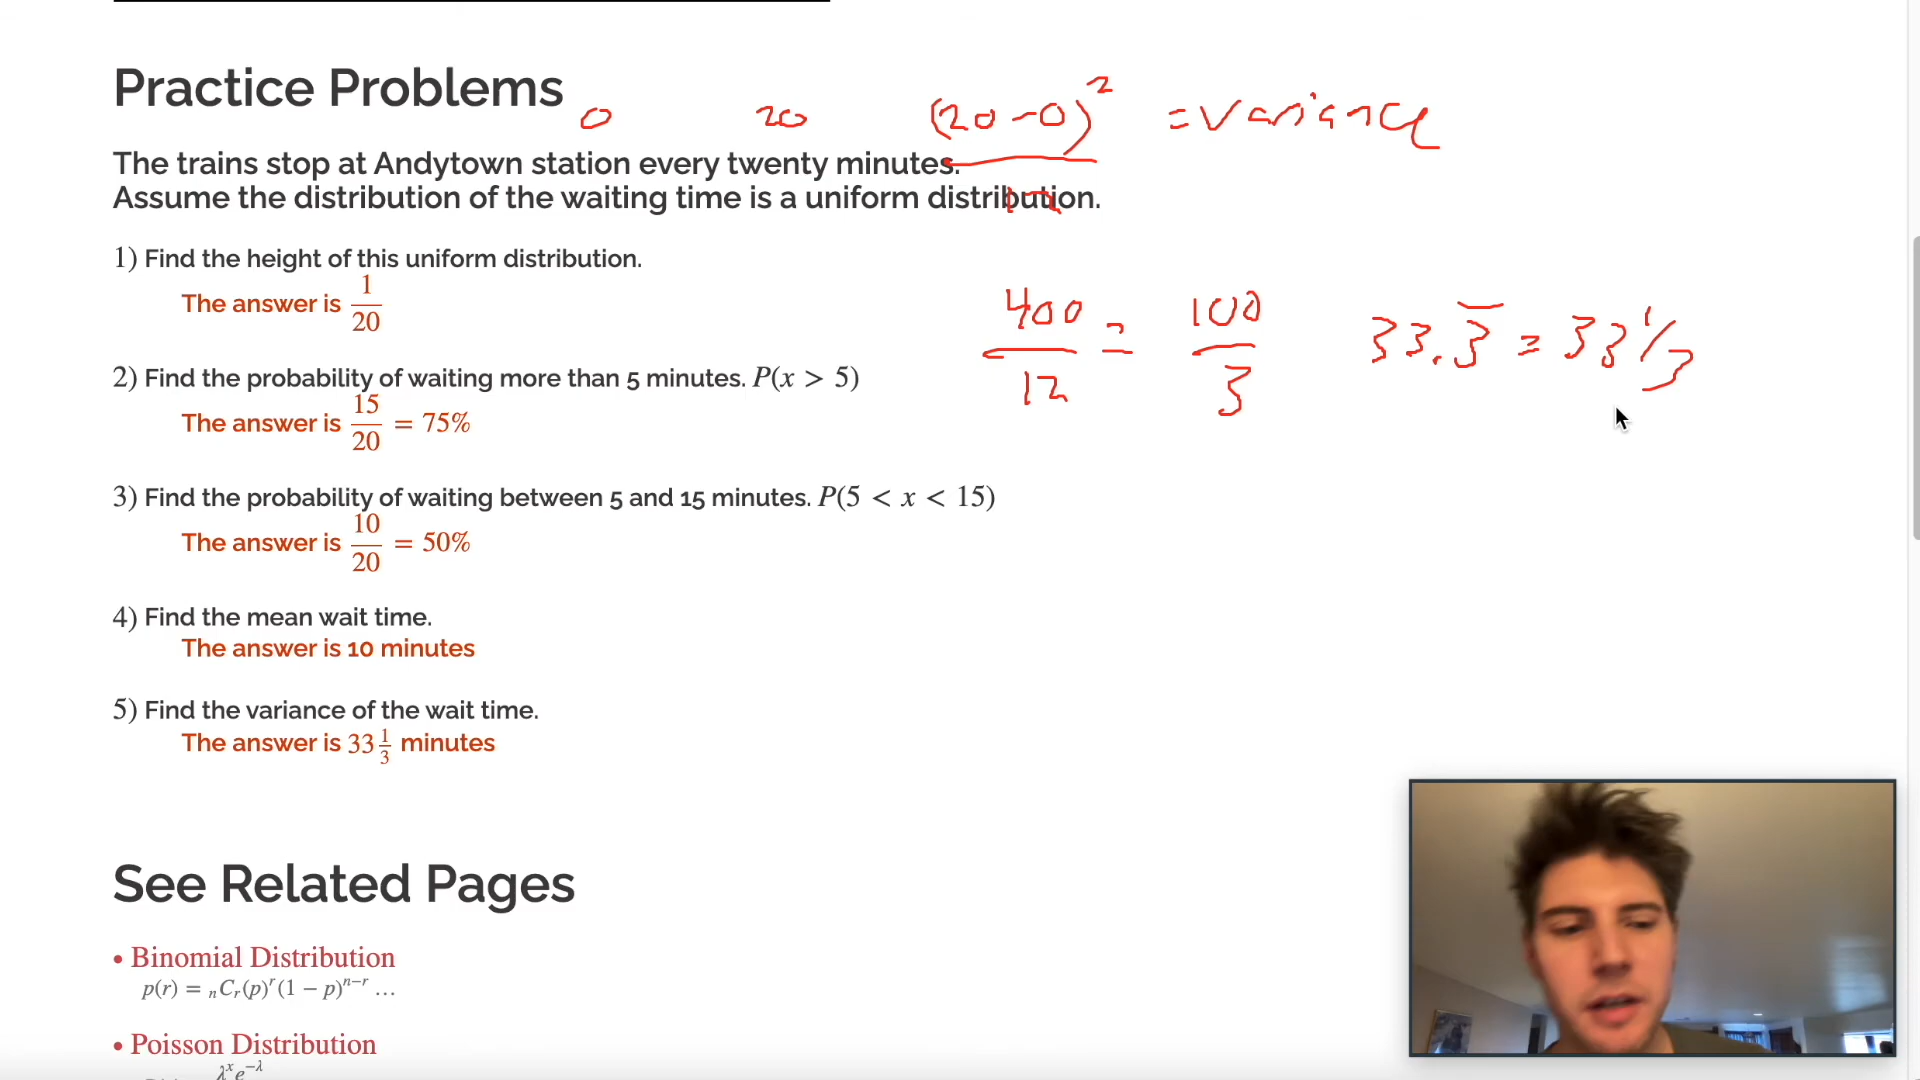 Practice Problems
0 20 (20-0)² = Variance
The trains stop at Andytown station every twenty minutes.
Assume the distribution of the waiting time is a uniform distribution.
12
1) Find the height of this uniform distribution.
The answer is 1/20
400/12 = 100/3 33.3̅ = 33 1/3
2) Find the probability of waiting more than 5 minutes. P(x > 5)
The answer is 15/20 = 75%
3) Find the probability of waiting between 5 and 15 minutes. P(5 < x < 15)
The answer is 10/20 = 50%
4) Find the mean wait time.
The answer is 10 minutes
5) Find the variance of the wait time.
The answer is 33 1/3 minutes
See Related Pages
• Binomial Distribution
p(r) = ₙCᵣ(p)ʳ(1 − p)ⁿ⁻ʳ ...
• Poisson Distribution
λˣe⁻λ